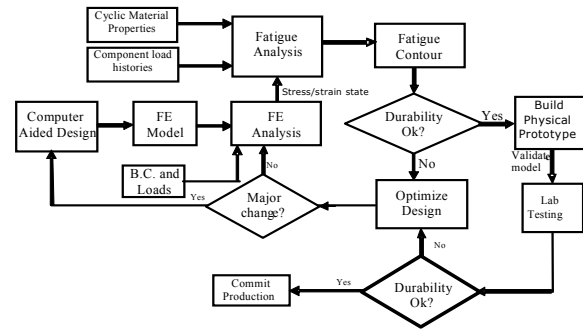 Cyclic Material
Properties
Component load
histories
Fatigue
Analysis
Fatigue
Contour
Stress/strain state
Computer
Aided Design
FE
Model
FE
Analysis
Durability
Ok?
Yes
Build
Physical
Prototype
Validate
model
No
B.C. and
Loads
No
Yes
Major
change?
Optimize
Design
Lab
Testing
No
Commit
Production
Yes
Durability
Ok?